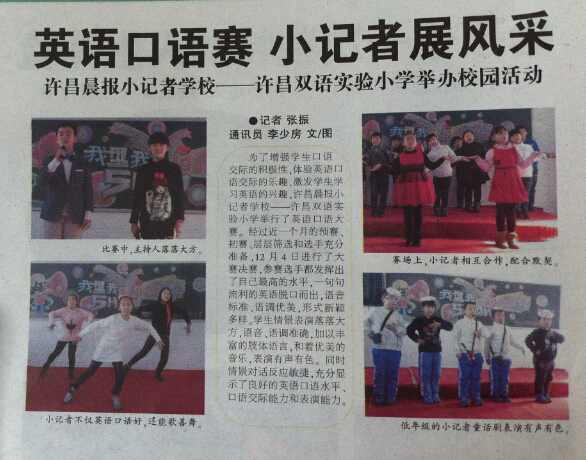 英语口语赛 小记者展风采
许昌晨报小记者学校——许昌双语实验小学举办校园活动
●记者 张振
通讯员 李少房 文/图
为了增强学生口语
交际的积极性,体验英语口
语交际的乐趣,激发学生学
习英语的兴趣,许昌晨报小
记者学校——许昌双语实
验小学举行了英语口语大
赛。经过近一个月的预赛、
初赛,层层筛选和选手充分
准备,12月4日进行了大
赛决赛,参赛选手都发挥出
了自己最高的水平,一句句
流利的英语脱口而出,语音
标准、语调优美,形式新颖
多样。学生情景表演落落大
方,语音、语调准确,加以丰
富的肢体语言,和着优美的
音乐,表演有声有色。同时
情景对话反应敏捷,充分显
示了良好的英语口语水平、
口语交际能力和表演能力。
我型我
比赛中,主持人落落大方。
小记者不仅英语口语好,还能歌善舞。
赛场上,小记者相互合作,配合默契。
低年级的小记者童话剧表演有声有色。